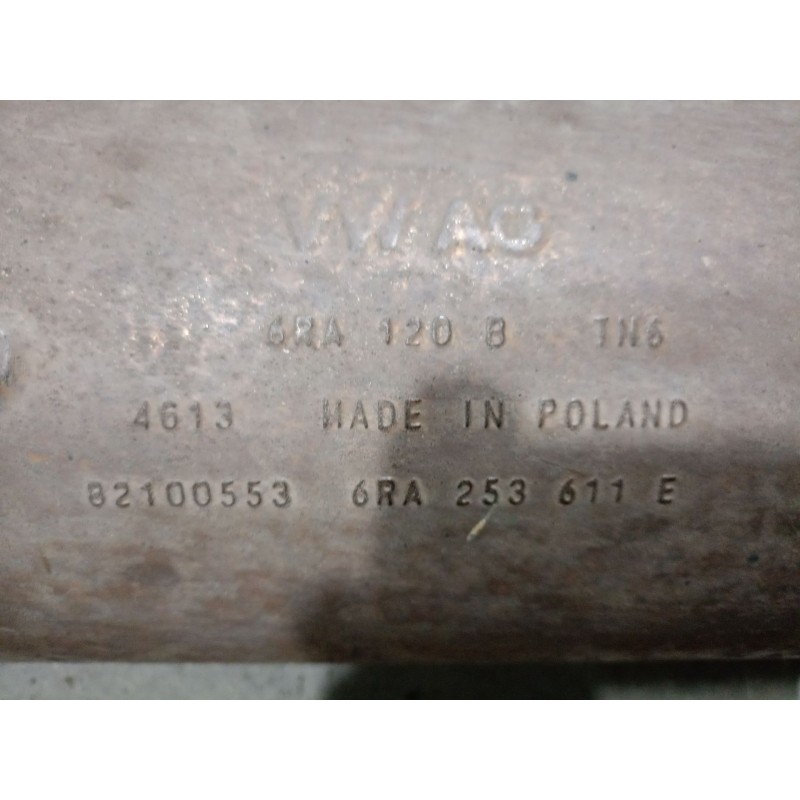 VW AG
6RA 120 B TN6
4613 MADE IN POLAND
82100553 6RA 253 611 E